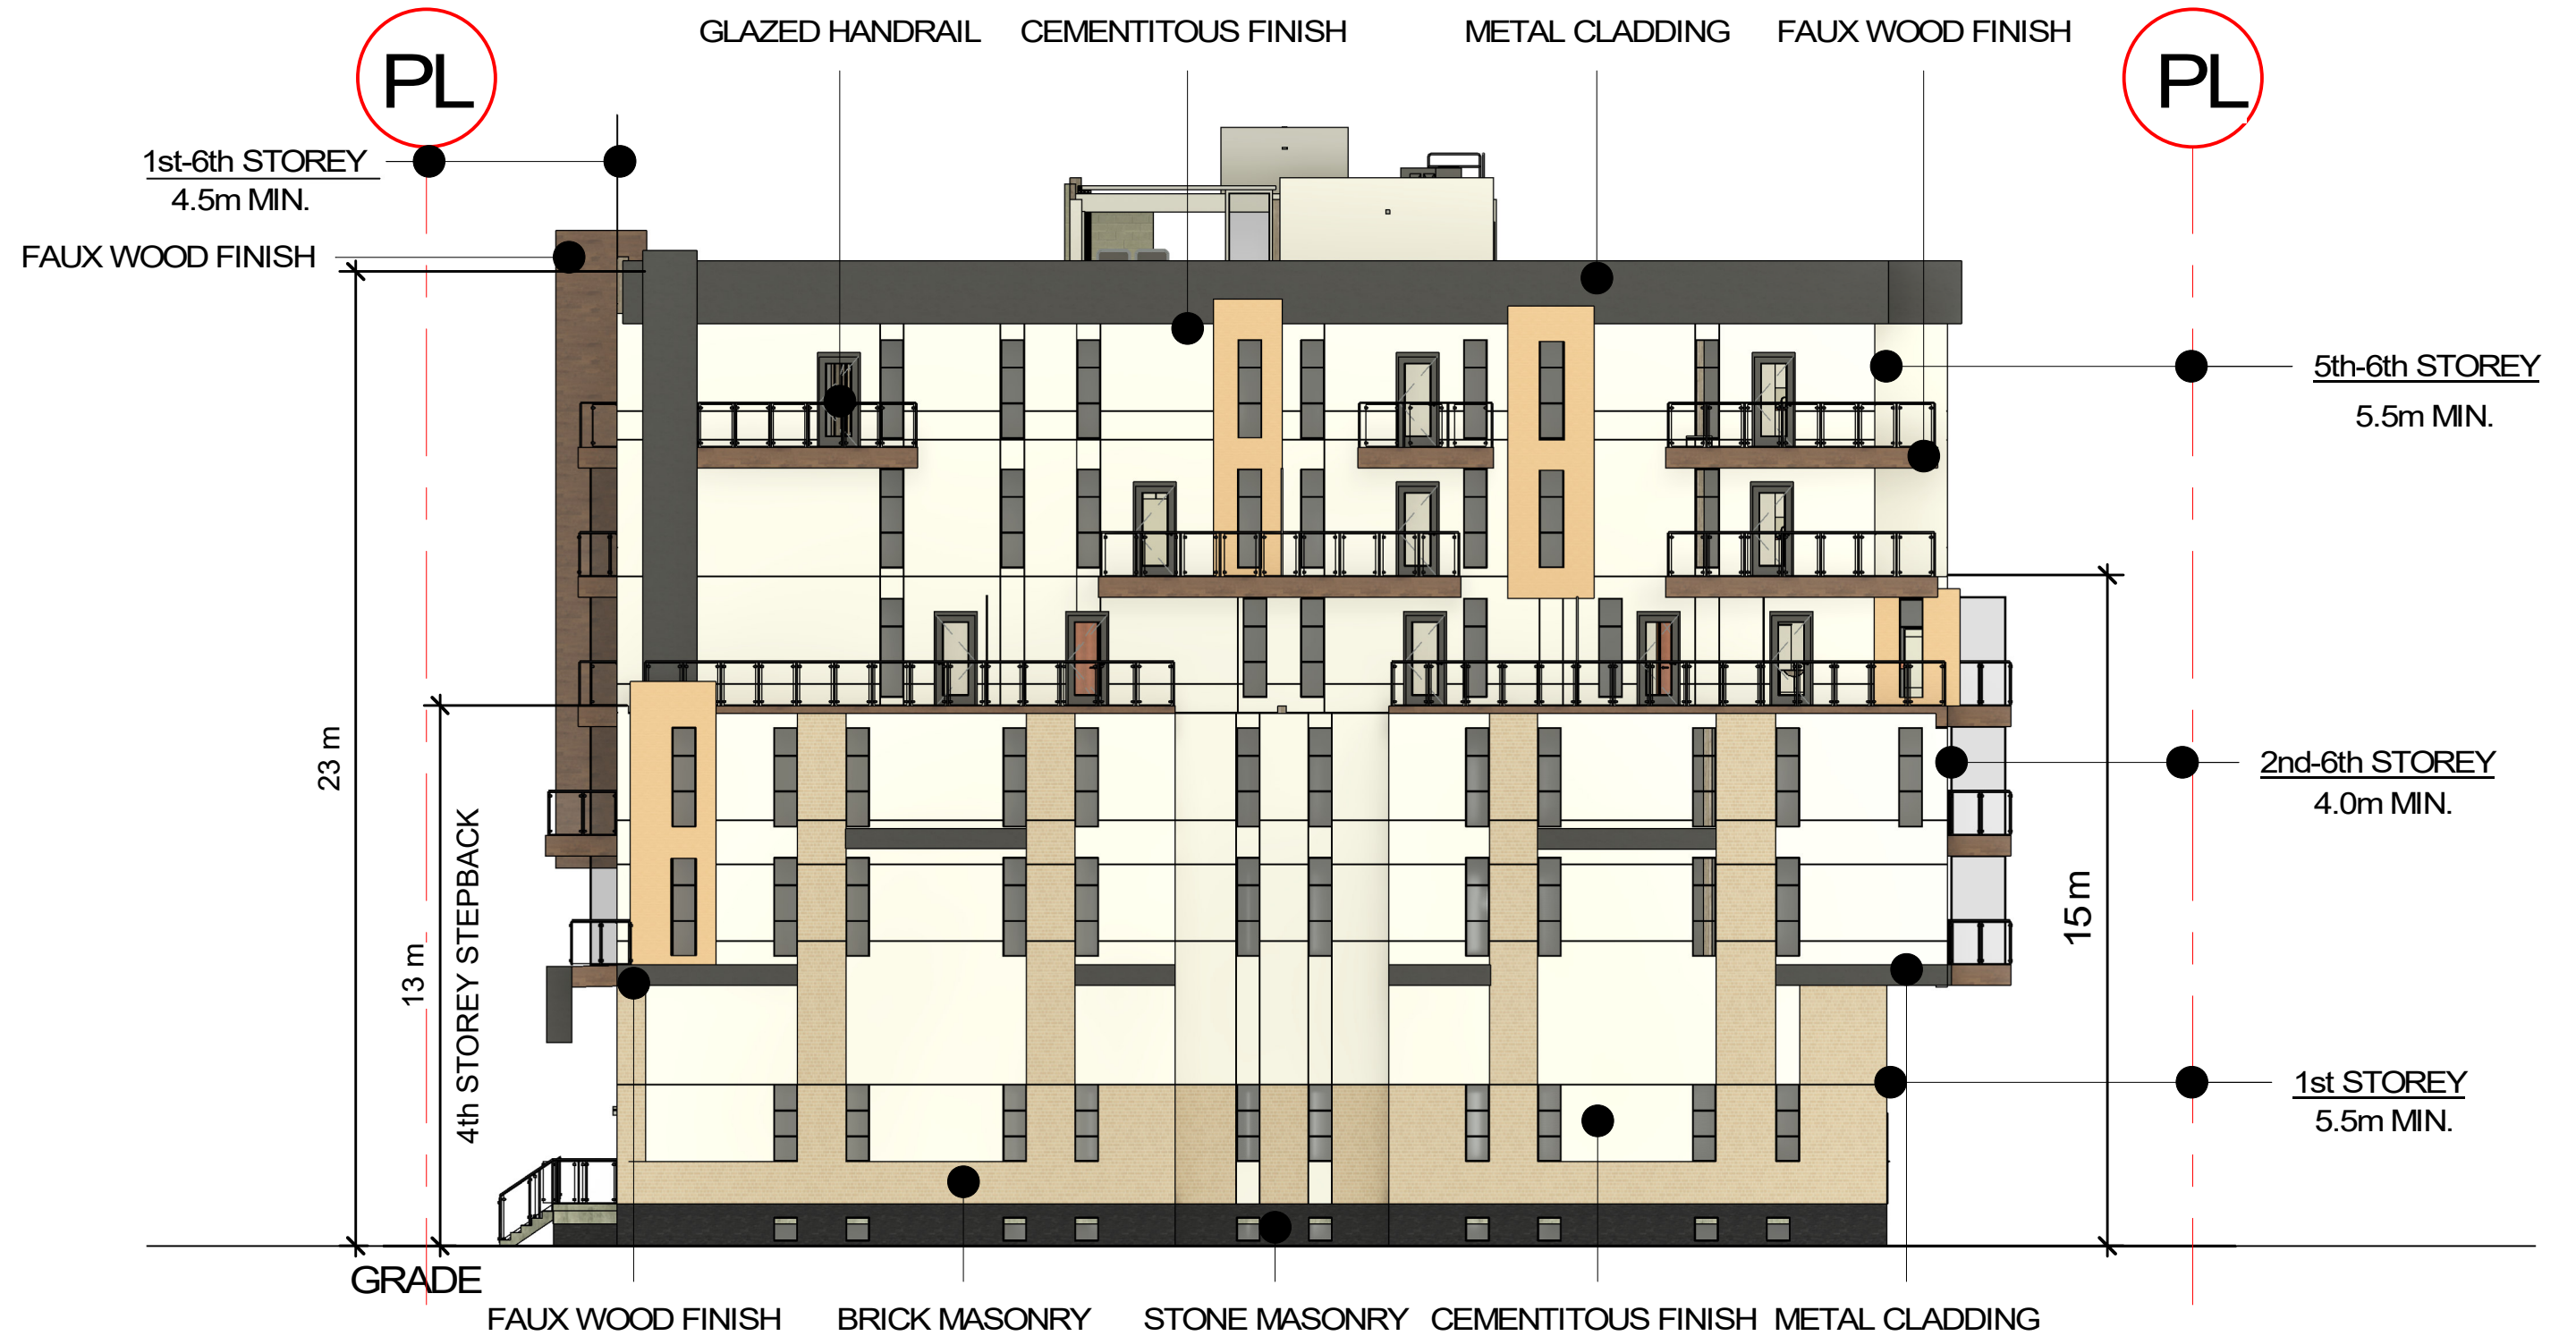 GLAZED HANDRAIL
CEMENTITOUS FINISH
METAL CLADDING
FAUX WOOD FINISH
PL
PL
1st-6th STOREY
4.5m MIN.
FAUX WOOD FINISH
5th-6th STOREY
5.5m MIN.
23 m
13 m
4th STOREY STEPBACK
2nd-6th STOREY
4.0m MIN.
15 m
1st STOREY
5.5m MIN.
GRADE
FAUX WOOD FINISH
BRICK MASONRY
STONE MASONRY
CEMENTITOUS FINISH
METAL CLADDING